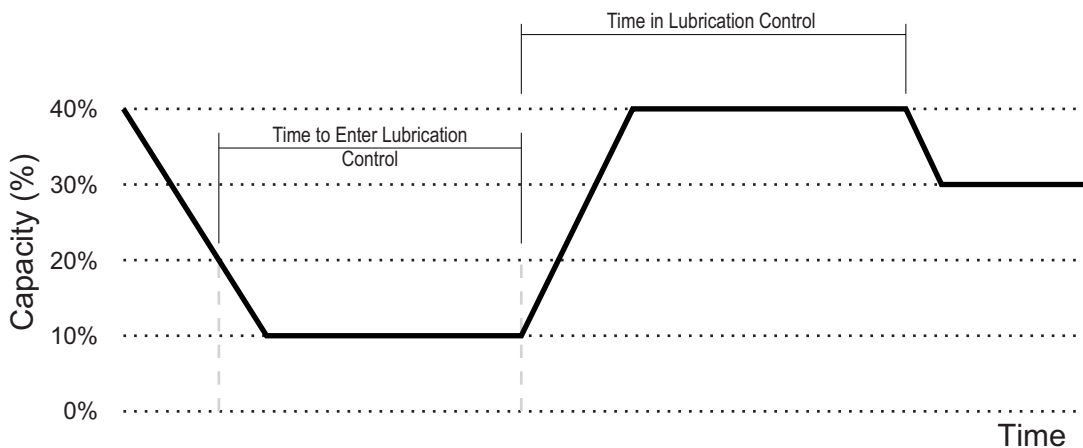 Time in Lubrication Control
40%
Time to Enter Lubrication
Control
30%
20%
10%
0%
Capacity (%)
Time